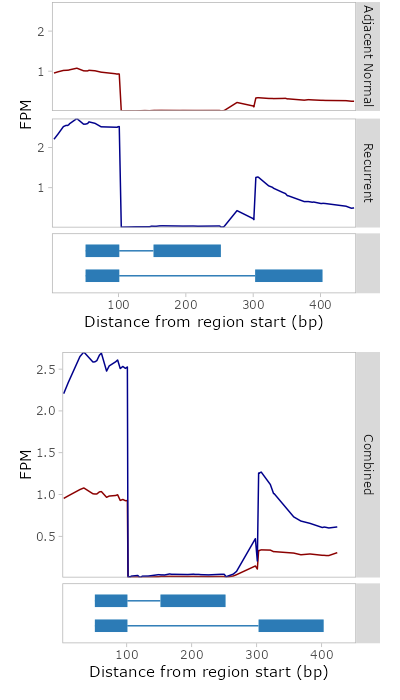 Adjacent Normal
2
1
FPM
Recurrent
2
1
100 200 300 400
Distance from region start (bp)
Combined
2.5
2.0
1.5
1.0
0.5
FPM
100 200 300 400
Distance from region start (bp)